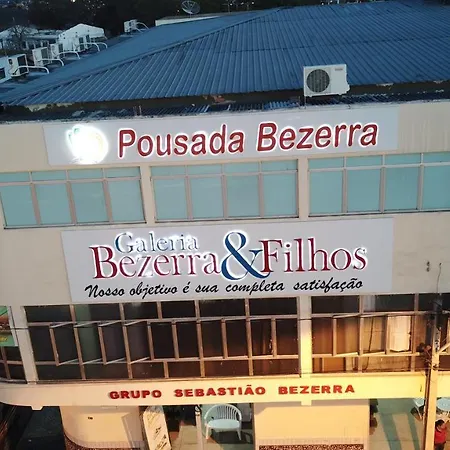 Pousada Bezerra
Galeria
Bezerra & Filhos
Nosso objetivo é sua completa satisfação
GRUPO SEBASTIÃO BEZERRA